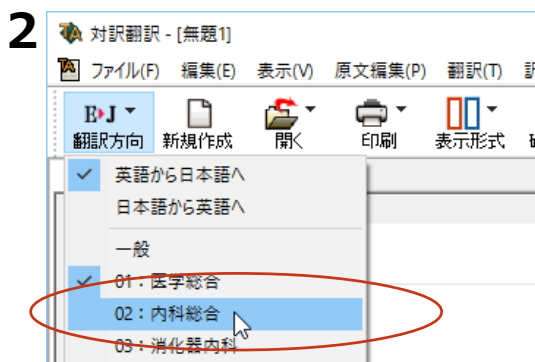 2
対訳翻訳 - [無題1]
ファイル(F) 編集(E) 表示(V) 原文編集(P) 翻訳(T) 訳
E▸J
翻訳方向 新規作成 開く 印刷 表示形式
英語から日本語へ
日本語から英語へ
一般
01：医学総合
02：内科総合
03：消化器内科